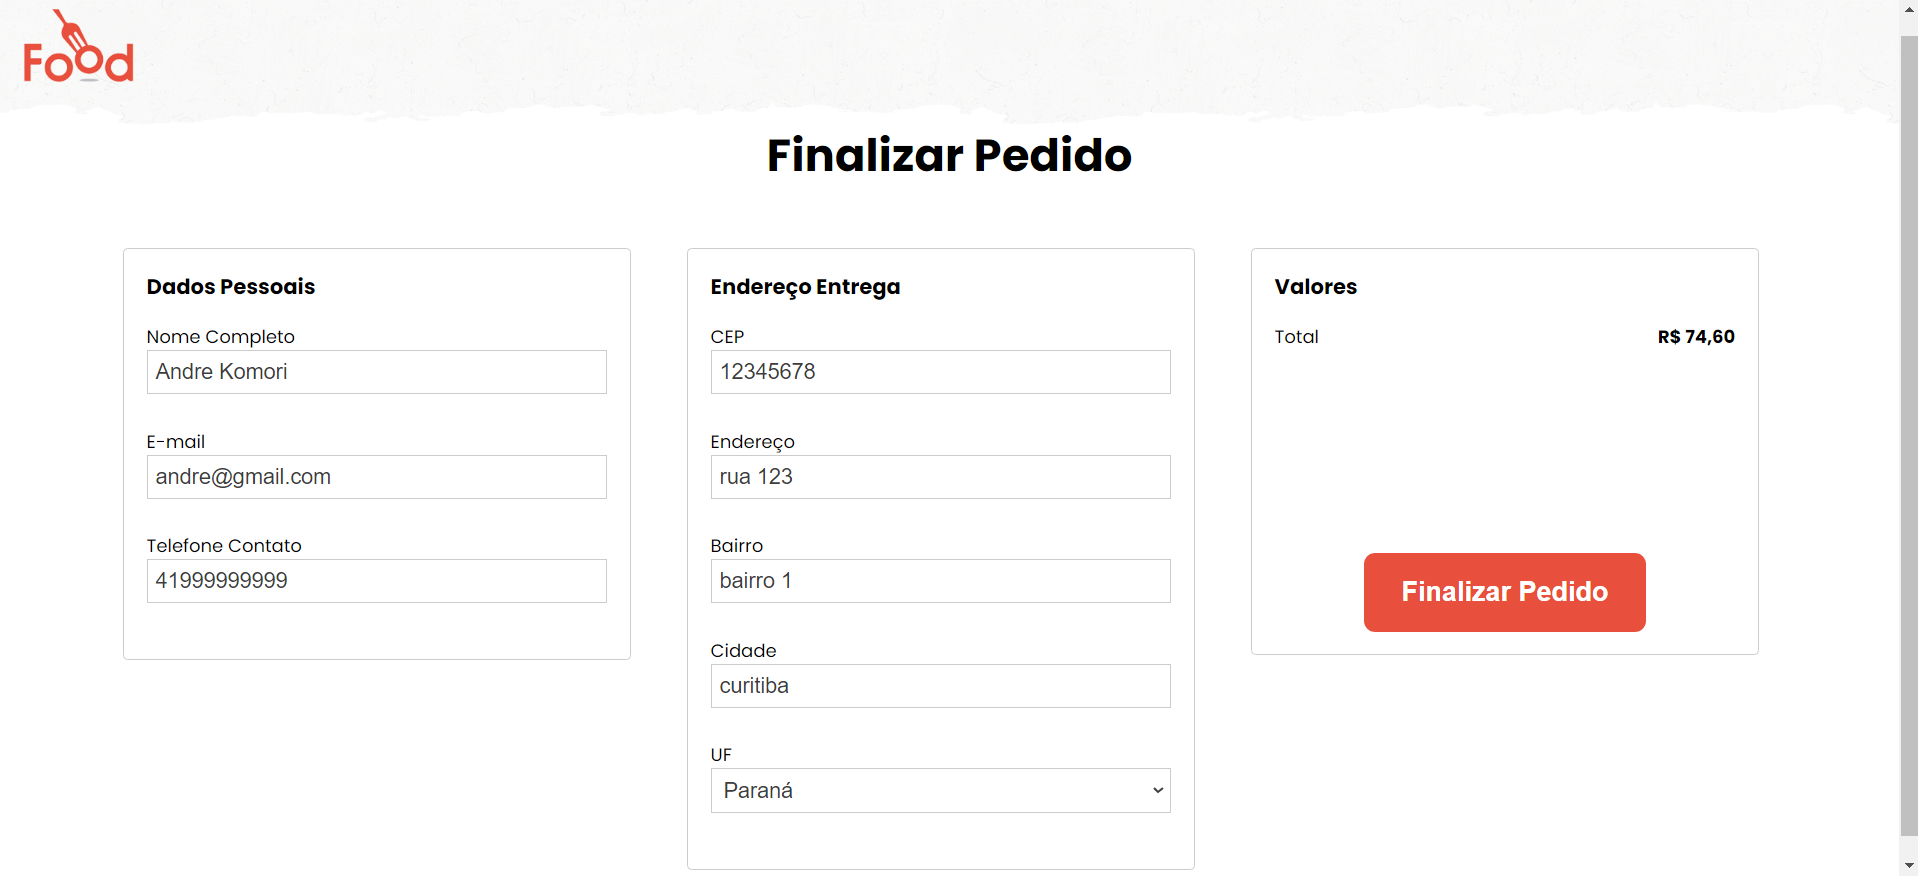 Food
Finalizar Pedido
Dados Pessoais
Nome Completo
Andre Komori
E-mail
andre@gmail.com
Telefone Contato
41999999999
Endereço Entrega
CEP
12345678
Endereço
rua 123
Bairro
bairro 1
Cidade
curitiba
UF
Paraná
Valores
Total R$ 74,60
Finalizar Pedido